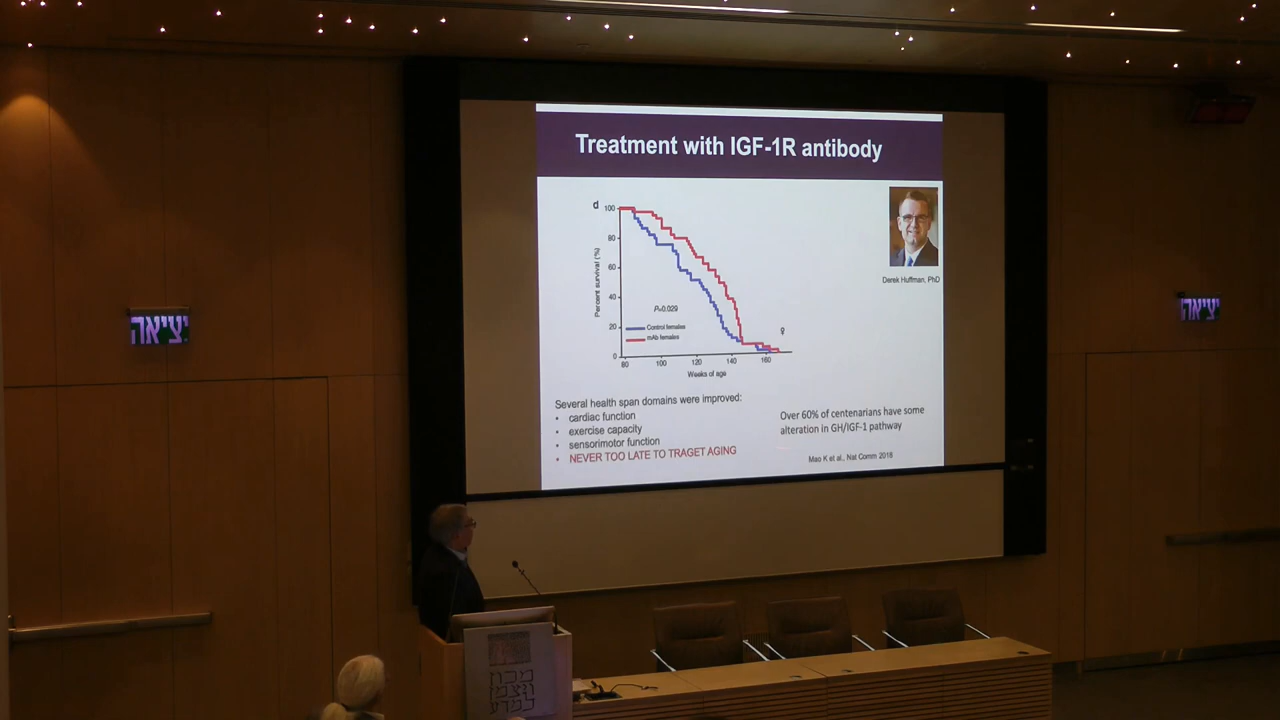 Treatment with IGF-1R antibody
d
100
80
60
40
20
0
Percent survival (%)
P=0.029
Control females
mAb females
♀
80 100 120 140 160
Weeks of age
Derek Huffman, PhD
Several health span domains were improved:
• cardiac function
• exercise capacity
• sensorimotor function
• NEVER TOO LATE TO TRAGET AGING
Over 60% of centenarians have some
alteration in GH/IGF-1 pathway
Mao K et al., Nat Comm 2018
יציאה
יציאה
מכון
ויצמן
למדע